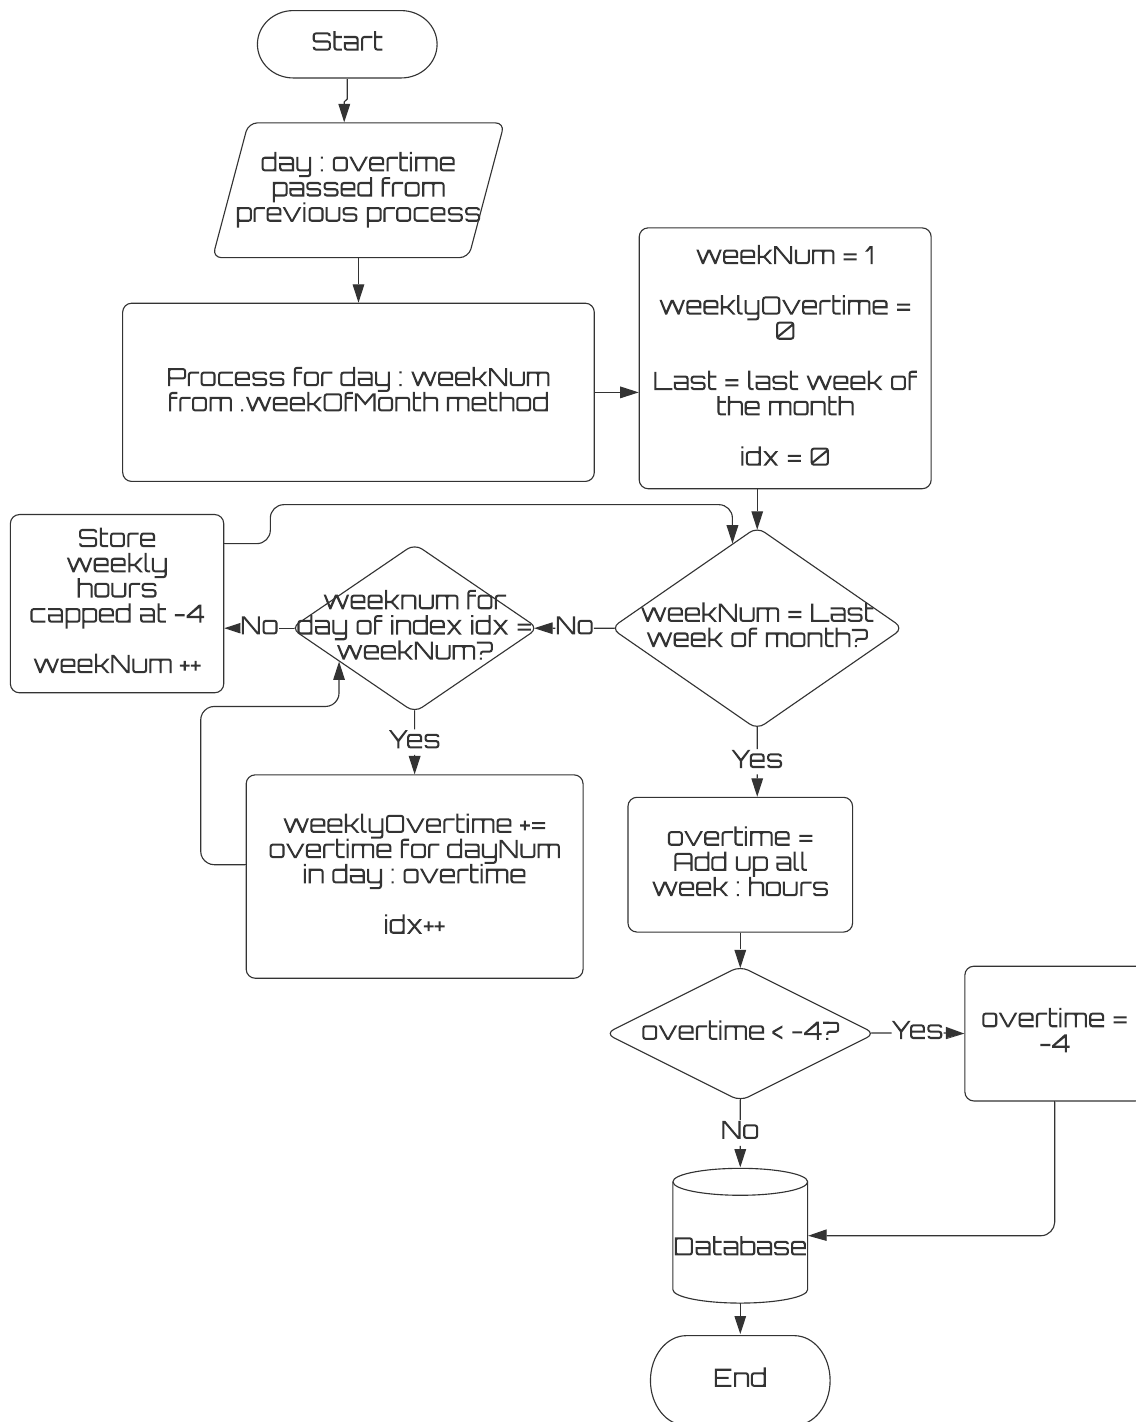 Start
day : overtime
passed from
previous process
Process for day : weekNum
from .weekOfMonth method
weekNum = 1
weeklyOvertime =
0
Last = last week of
the month
idx = 0
Store
weekly
hours
capped at -4
weekNum ++
No
weeknum for
day of index idx =
weekNum?
No
weekNum = Last
week of month?
Yes
weeklyOvertime +=
overtime for dayNum
in day : overtime
idx++
Yes
overtime =
Add up all
week : hours
overtime < -4?
Yes
overtime =
-4
No
Database
End